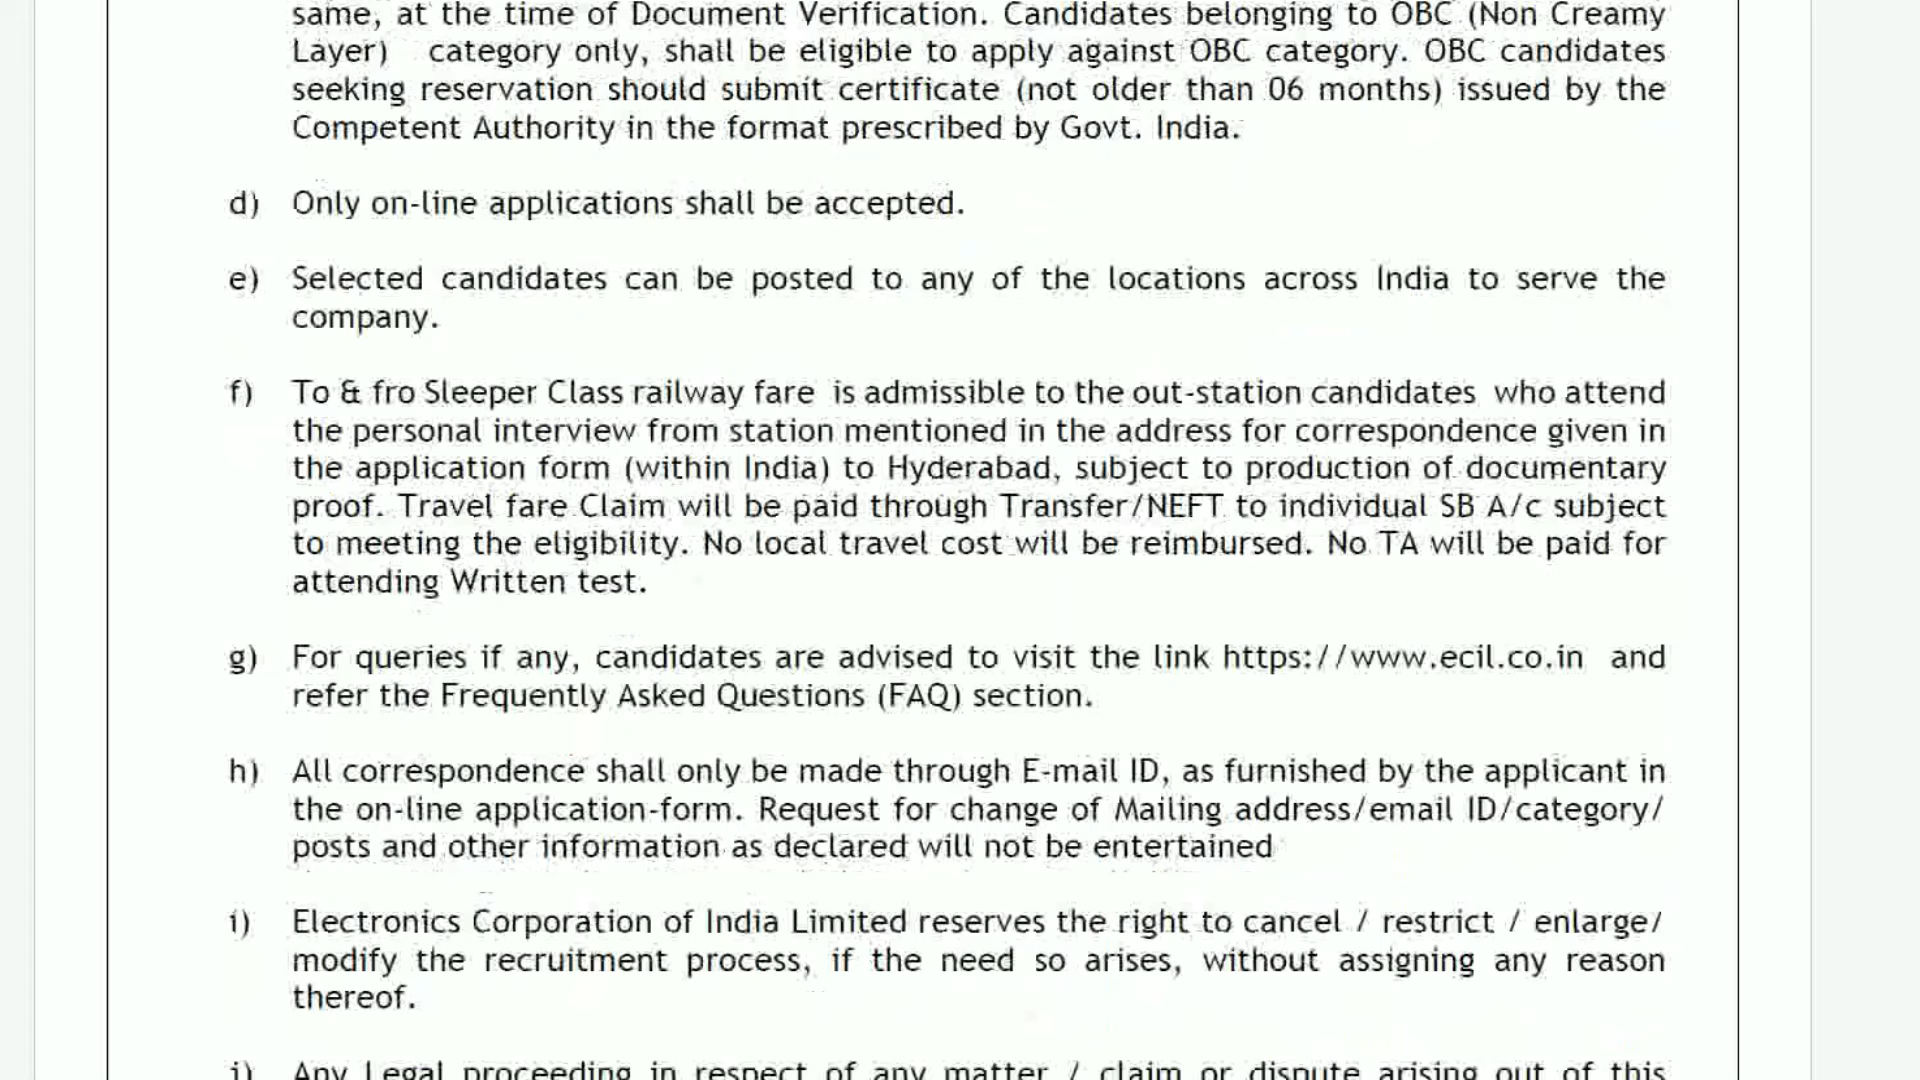 same, at the time of Document Verification. Candidates belonging to OBC (Non Creamy
Layer) category only, shall be eligible to apply against OBC category. OBC candidates
seeking reservation should submit certificate (not older than 06 months) issued by the
Competent Authority in the format prescribed by Govt. India.
d) Only on-line applications shall be accepted.
e) Selected candidates can be posted to any of the locations across India to serve the
company.
f) To & fro Sleeper Class railway fare is admissible to the out-station candidates who attend
the personal interview from station mentioned in the address for correspondence given in
the application form (within India) to Hyderabad, subject to production of documentary
proof. Travel fare Claim will be paid through Transfer/NEFT to individual SB A/c subject
to meeting the eligibility. No local travel cost will be reimbursed. No TA will be paid for
attending Written test.
g) For queries if any, candidates are advised to visit the link https://www.ecil.co.in and
refer the Frequently Asked Questions (FAQ) section.
h) All correspondence shall only be made through E-mail ID, as furnished by the applicant in
the on-line application-form. Request for change of Mailing address/email ID/category/
posts and other information as declared will not be entertained
i) Electronics Corporation of India Limited reserves the right to cancel / restrict / enlarge/
modify the recruitment process, if the need so arises, without assigning any reason
thereof.
j) Any Legal proceeding in respect of any matter / claim or dispute arising out of this